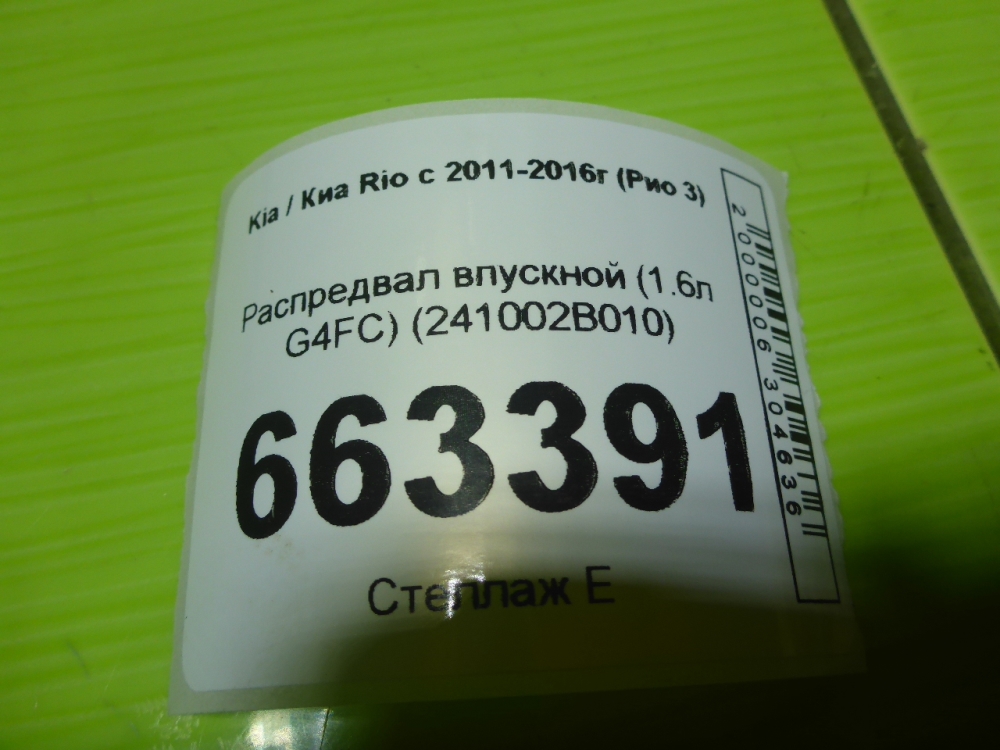 Kia / Киа Rio с 2011-2016г (Рио 3)
Распредвал впускной (1.6л
G4FC) (241002B010)
663391
Стеллаж Е
2000006304636